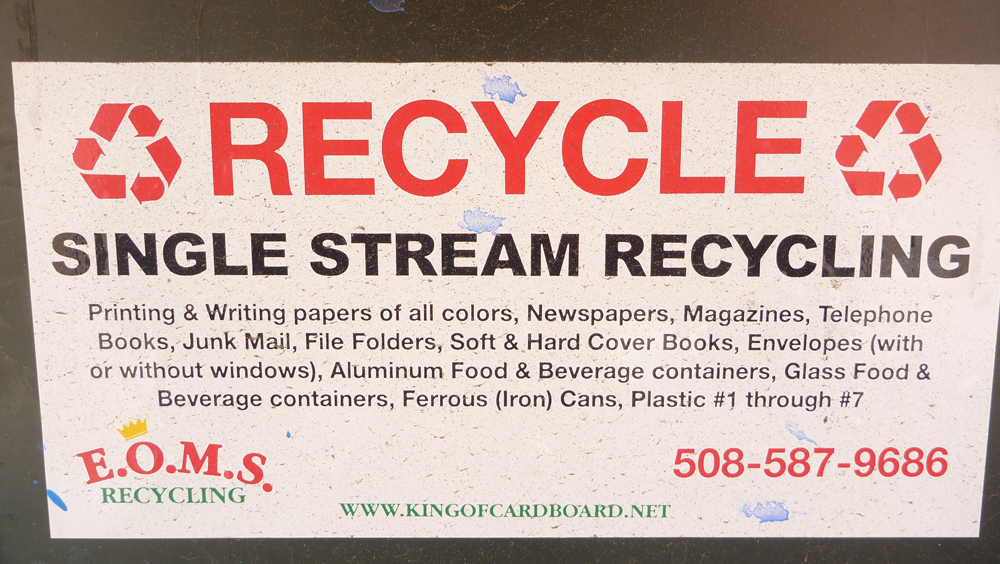 RECYCLE
SINGLE STREAM RECYCLING
Printing & Writing papers of all colors, Newspapers, Magazines, Telephone
Books, Junk Mail, File Folders, Soft & Hard Cover Books, Envelopes (with
or without windows), Aluminum Food & Beverage containers, Glass Food &
Beverage containers, Ferrous (Iron) Cans, Plastic #1 through #7
E.O.M.S.
RECYCLING
508-587-9686
WWW.KINGOFCARDBOARD.NET